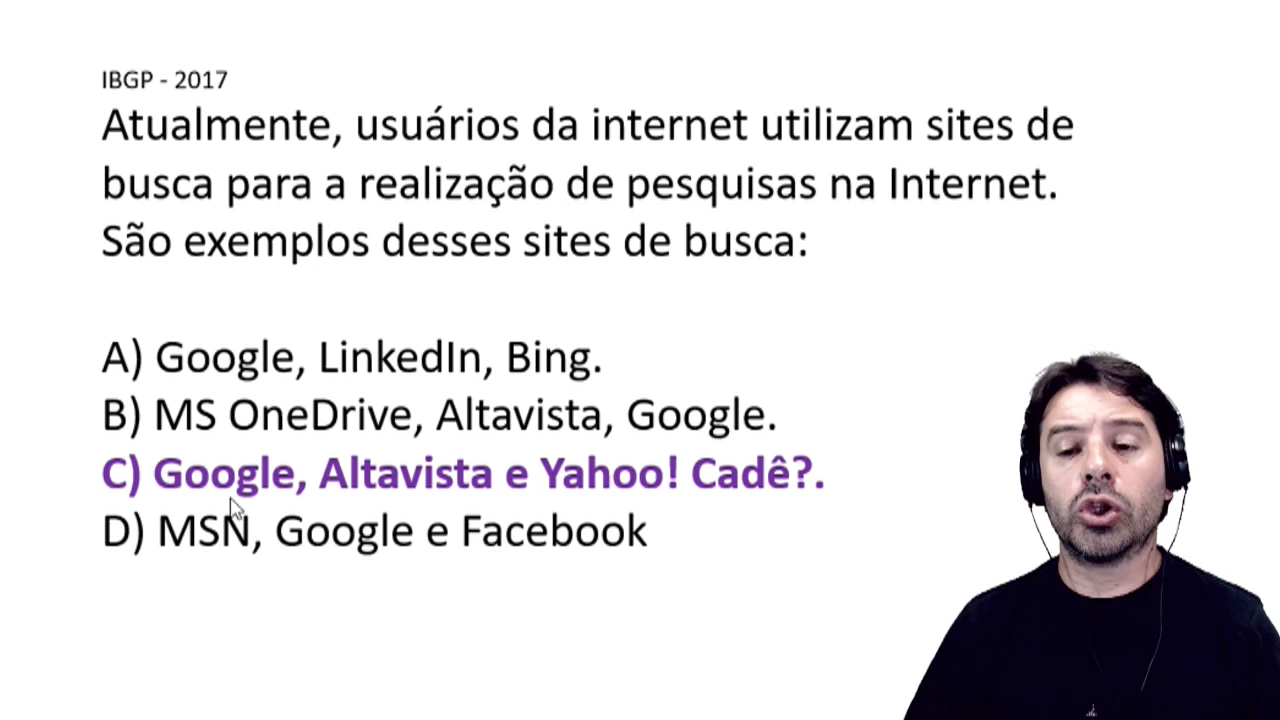 IBGP - 2017
Atualmente, usuários da internet utilizam sites de
busca para a realização de pesquisas na Internet.
São exemplos desses sites de busca:
A) Google, LinkedIn, Bing.
B) MS OneDrive, Altavista, Google.
C) Google, Altavista e Yahoo! Cadê?.
D) MSN, Google e Facebook